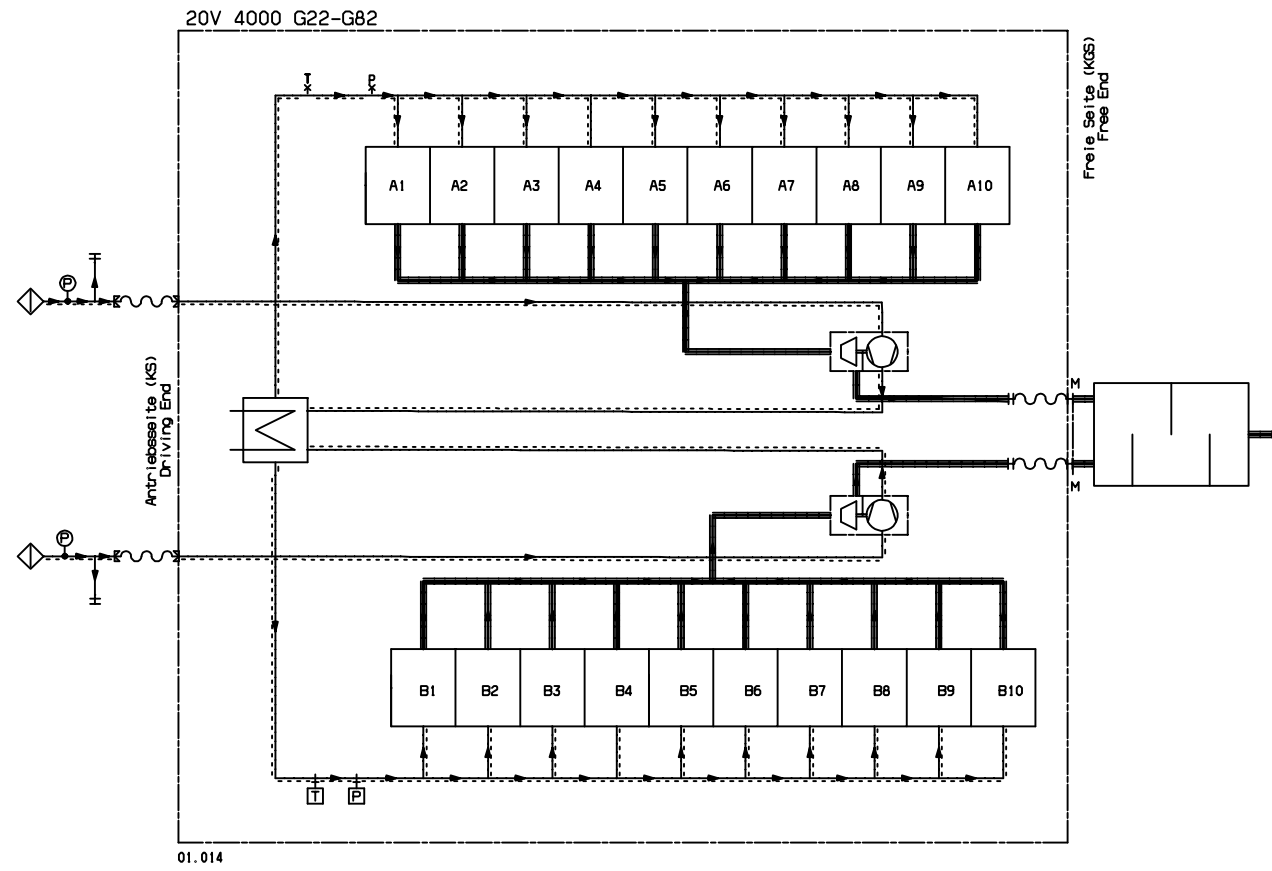 20V 4000 G22-G82
Freie Seite (KGS)
Free End
T
P
A1 A2 A3 A4 A5 A6 A7 A8 A9 A10
P
M
Antriebsseite (KS)
Driving End
M
P
B1 B2 B3 B4 B5 B6 B7 B8 B9 B10
T P
01.014